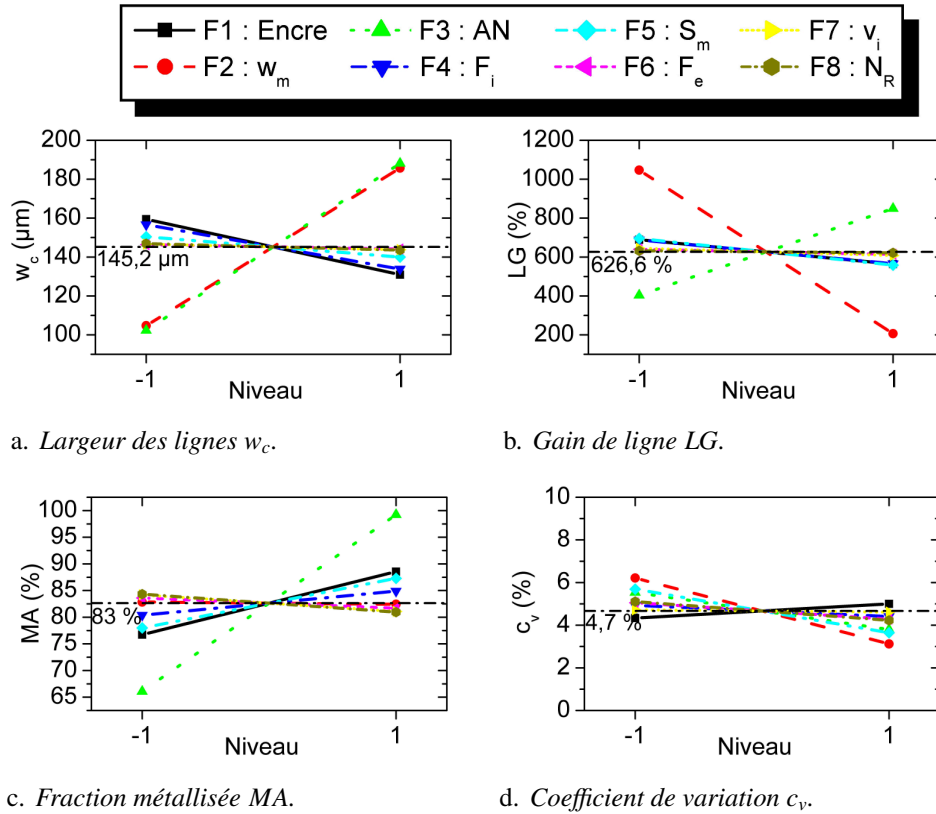 F1 : Encre F3 : AN F5 : Sm F7 : vi
F2 : wm F4 : Fi F6 : Fe F8 : NR
200
180
160
140
120
100
wc (µm)
145,2 µm
-1 1
Niveau
1200
1000
800
600
400
200
LG (%)
626,6 %
-1 1
Niveau
a. Largeur des lignes wc.
b. Gain de ligne LG.
100
95
90
85
80
75
70
65
MA (%)
83 %
-1 1
Niveau
10
8
6
4
2
0
cv (%)
4,7 %
-1 1
Niveau
c. Fraction métallisée MA.
d. Coefficient de variation cv.